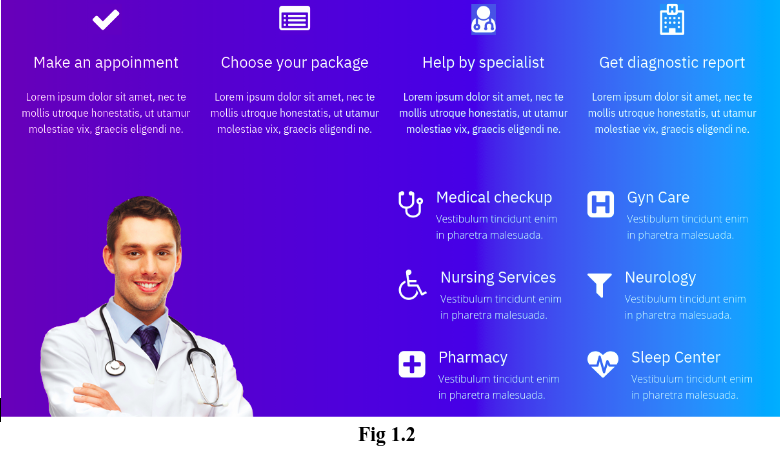 Make an appoinment
Choose your package
Help by specialist
Get diagnostic report
Lorem ipsum dolor sit amet, nec te
mollis utroque honestatis, ut utamur
molestiae vix, graecis eligendi ne.
Lorem ipsum dolor sit amet, nec te
mollis utroque honestatis, ut utamur
molestiae vix, graecis eligendi ne.
Lorem ipsum dolor sit amet, nec te
mollis utroque honestatis, ut utamur
molestiae vix, graecis eligendi ne.
Lorem ipsum dolor sit amet, nec te
mollis utroque honestatis, ut utamur
molestiae vix, graecis eligendi ne.
Medical checkup
Vestibulum tincidunt enim
in pharetra malesuada.
H
Gyn Care
Vestibulum tincidunt enim
in pharetra malesuada.
Nursing Services
Vestibulum tincidunt enim
in pharetra malesuada.
Neurology
Vestibulum tincidunt enim
in pharetra malesuada.
Pharmacy
Vestibulum tincidunt enim
in pharetra malesuada.
Sleep Center
Vestibulum tincidunt enim
in pharetra malesuada.
Fig 1.2